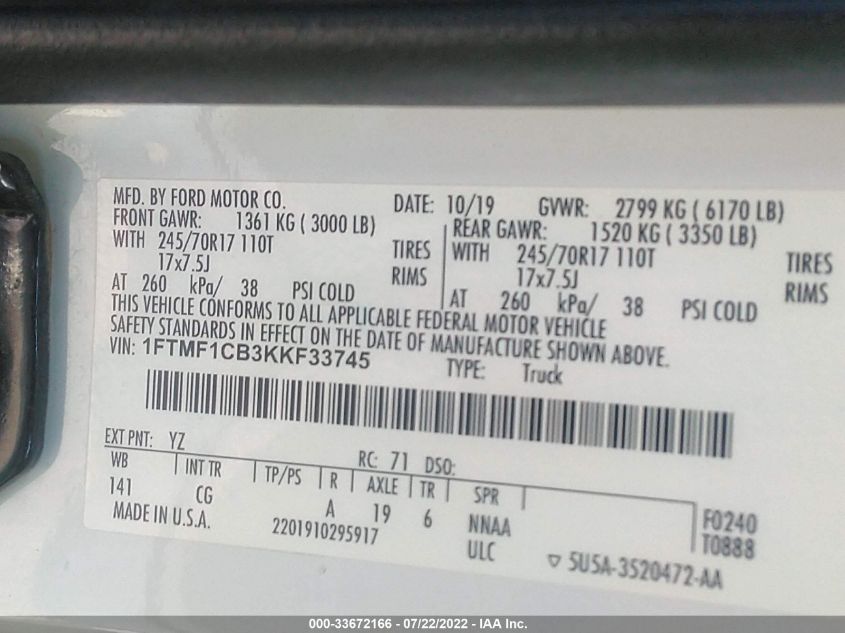 MFD. BY FORD MOTOR CO. DATE: 10/19 GVWR: 2799 KG ( 6170 LB)
FRONT GAWR: 1361 KG ( 3000 LB) REAR GAWR: 1520 KG ( 3350 LB)
WITH 245/70R17 110T TIRES WITH 245/70R17 110T TIRES
17x7.5J RIMS 17x7.5J RIMS
AT 260 kPa/ 38 PSI COLD AT 260 kPa/ 38 PSI COLD
THIS VEHICLE CONFORMS TO ALL APPLICABLE FEDERAL MOTOR VEHICLE
SAFETY STANDARDS IN EFFECT ON THE DATE OF MANUFACTURE SHOWN ABOVE.
VIN: 1FTMF1CB3KKF33745 TYPE: Truck
EXT PNT: YZ RC: 71 DSO:
WB INT TR TP/PS R AXLE TR SPR
141 CG A 19 6 NNAA F0240
MADE IN U.S.A. 2201910295917 ULC T0888
5U5A-3520472-AA
000-33672166 - 07/22/2022 - IAA Inc.